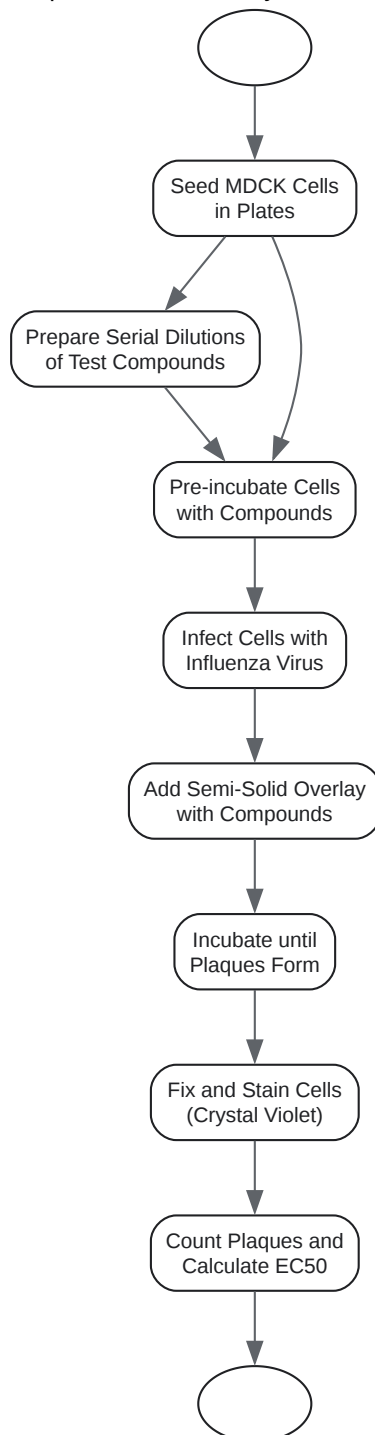 Seed MDCK Cells
in Plates
Prepare Serial Dilutions
of Test Compounds
Pre-incubate Cells
with Compounds
Infect Cells with
Influenza Virus
Add Semi-Solid Overlay
with Compounds
Incubate until
Plaques Form
Fix and Stain Cells
(Crystal Violet)
Count Plaques and
Calculate EC50